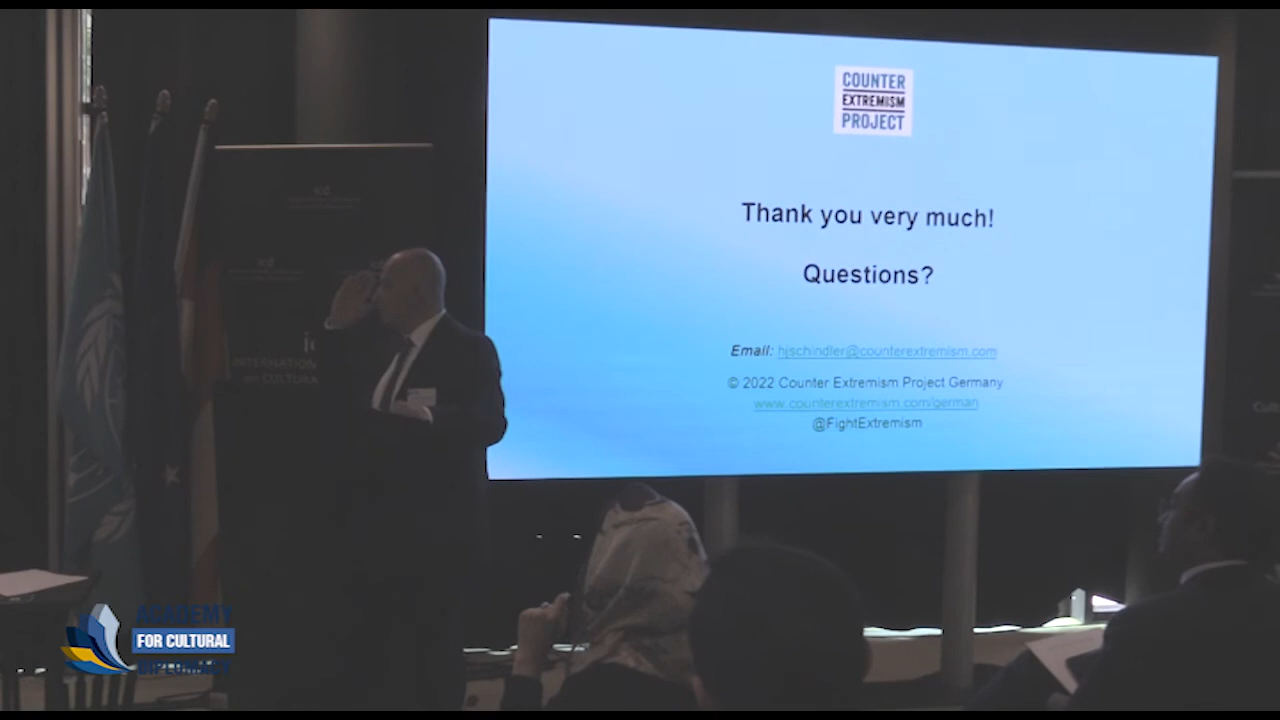 COUNTER
EXTREMISM
PROJECT
Thank you very much!
Questions?
Email: hjschindler@counterextremism.com
© 2022 Counter Extremism Project Germany
www.counterextremism.com/german
@FightExtremism
ACADEMY
FOR CULTURAL
DIPLOMACY